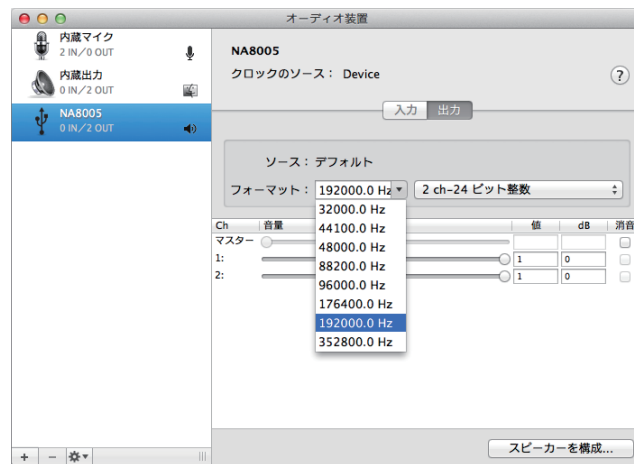 オーディオ装置
内蔵マイク
2 IN／0 OUT
内蔵出力
0 IN／2 OUT
NA8005
0 IN／2 OUT
NA8005
クロックのソース： Device
?
入力 出力
ソース：デフォルト
フォーマット： 192000.0 Hz 2 ch-24 ビット整数
32000.0 Hz
44100.0 Hz
48000.0 Hz
88200.0 Hz
96000.0 Hz
176400.0 Hz
192000.0 Hz
352800.0 Hz
Ch 音量 値 dB 消音
マスター
1: 1 0
2: 1 0
スピーカーを構成...
+ −